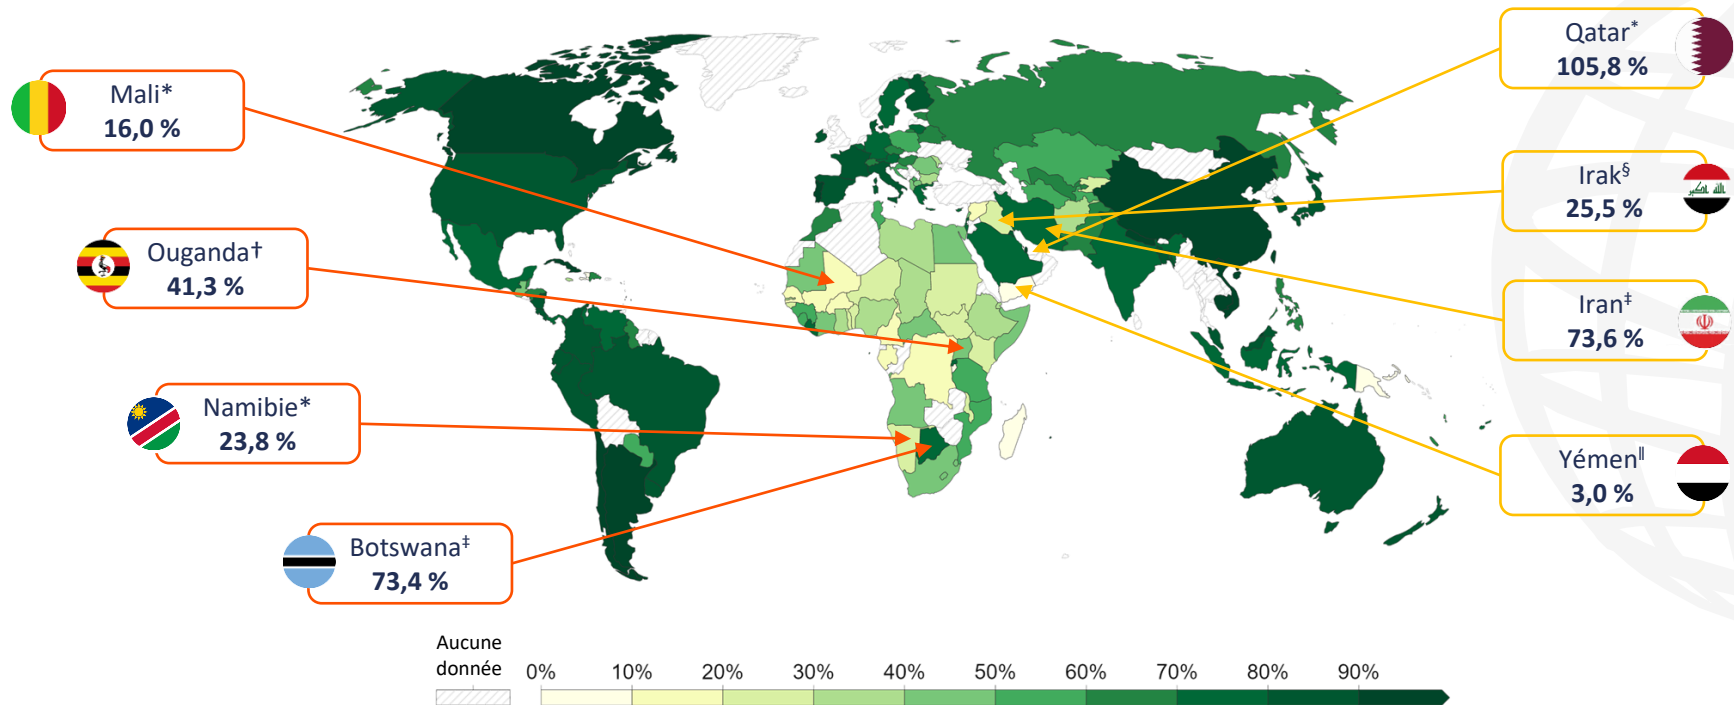 Mali*
16,0 %
Ouganda†
41,3 %
Namibie*
23,8 %
Botswana‡
73,4 %
Qatar*
105,8 %
Irak§
25,5 %
Iran‡
73,6 %
Yémen‖
3,0 %
Aucune
donnée
0% 10% 20% 30% 40% 50% 60% 70% 80% 90%